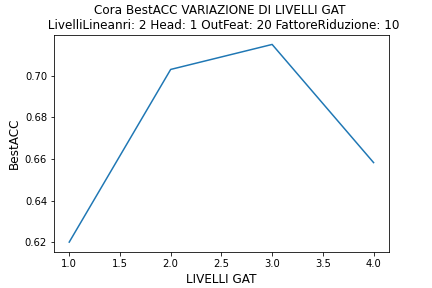 Cora BestACC VARIAZIONE DI LIVELLI GAT
LivelliLineanri: 2 Head: 1 OutFeat: 20 FattoreRiduzione: 10
BestACC
0.70
0.68
0.66
0.64
0.62
1.0 1.5 2.0 2.5 3.0 3.5 4.0
LIVELLI GAT